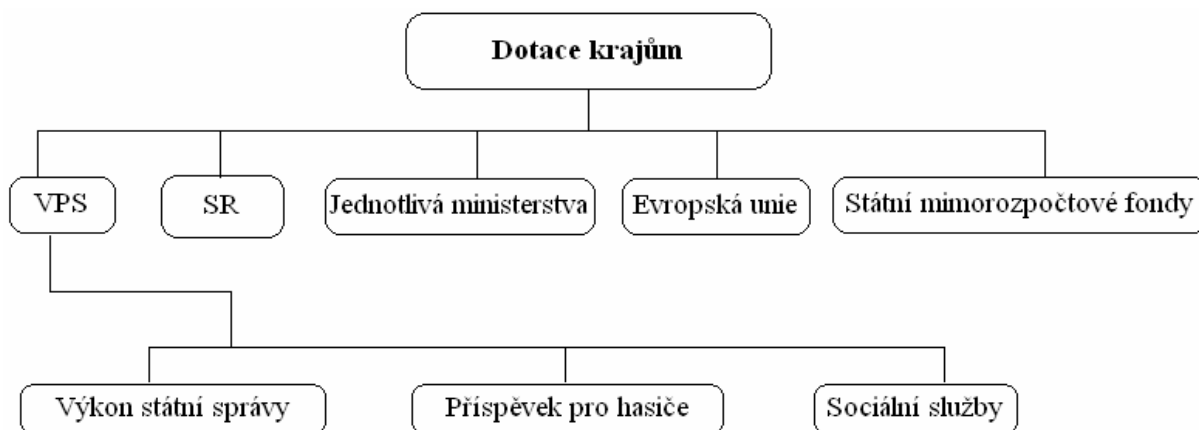 Dotace krajům
VPS
SR
Jednotlivá ministerstva
Evropská unie
Státní mimorozpočtové fondy
Výkon státní správy
Příspěvek pro hasiče
Sociální služby